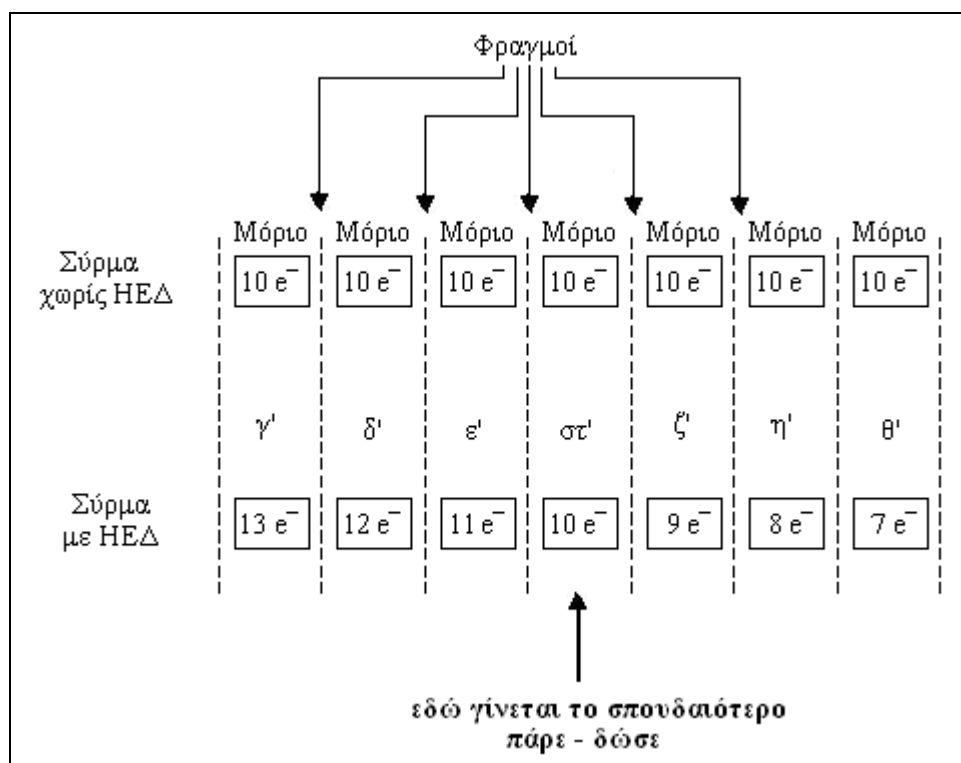 Φραγμοί
Μόριο Μόριο Μόριο Μόριο Μόριο Μόριο Μόριο
Σύρμα
χωρίς ΗΕΔ
10 e⁻ 10 e⁻ 10 e⁻ 10 e⁻ 10 e⁻ 10 e⁻ 10 e⁻
γ' δ' ε' στ' ζ' η' θ'
Σύρμα
με ΗΕΔ
13 e⁻ 12 e⁻ 11 e⁻ 10 e⁻ 9 e⁻ 8 e⁻ 7 e⁻
εδώ γίνεται το σπουδαιότερο
πάρε - δώσε